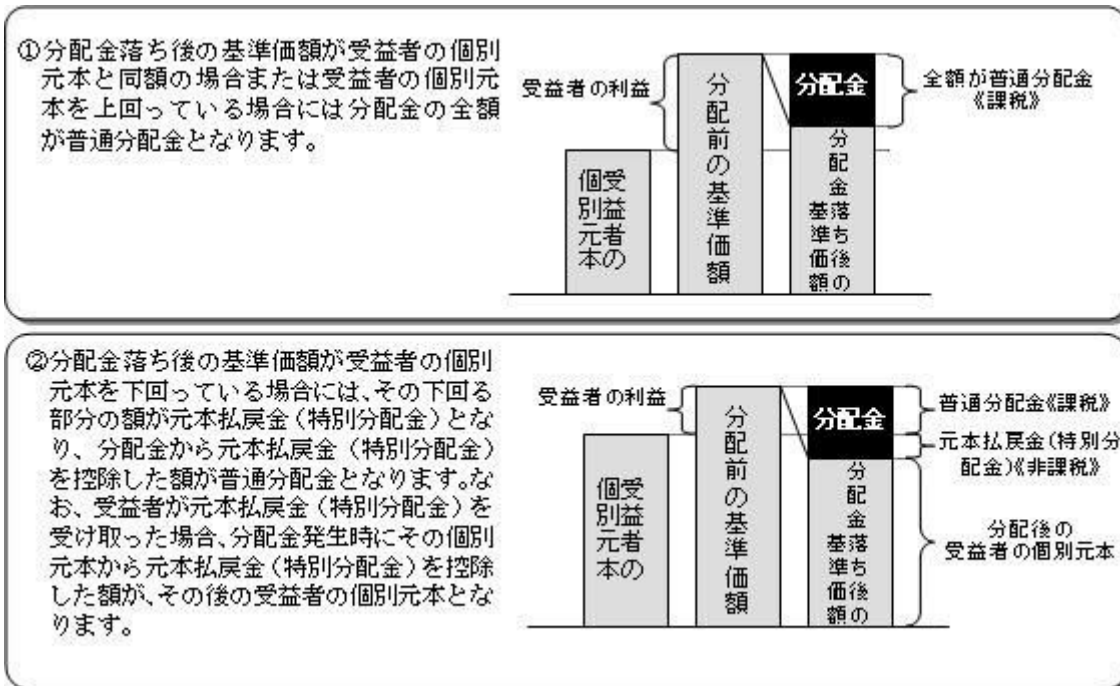 ①分配金落ち後の基準価額が受益者の個別
元本と同額の場合または受益者の個別元
本を上回っている場合には分配金の全額
が普通分配金となります。
受益者の利益
受益者の
個別元本
分配前の基準価額
分配金
分配金落ち後の
基準価額
全額が普通分配金
《課税》
②分配金落ち後の基準価額が受益者の個別
元本を下回っている場合には、その下回る
部分の額が元本払戻金（特別分配金）とな
り、分配金から元本払戻金（特別分配金）
を控除した額が普通分配金となります。な
お、受益者が元本払戻金（特別分配金）を
受け取った場合、分配金発生時にその個別
元本から元本払戻金（特別分配金）を控除
した額が、その後の受益者の個別元本とな
ります。
受益者の利益
受益者の
個別元本
分配前の基準価額
分配金
分配金落ち後の
基準価額
普通分配金《課税》
元本払戻金（特別分
配金）《非課税》
分配後の
受益者の個別元本